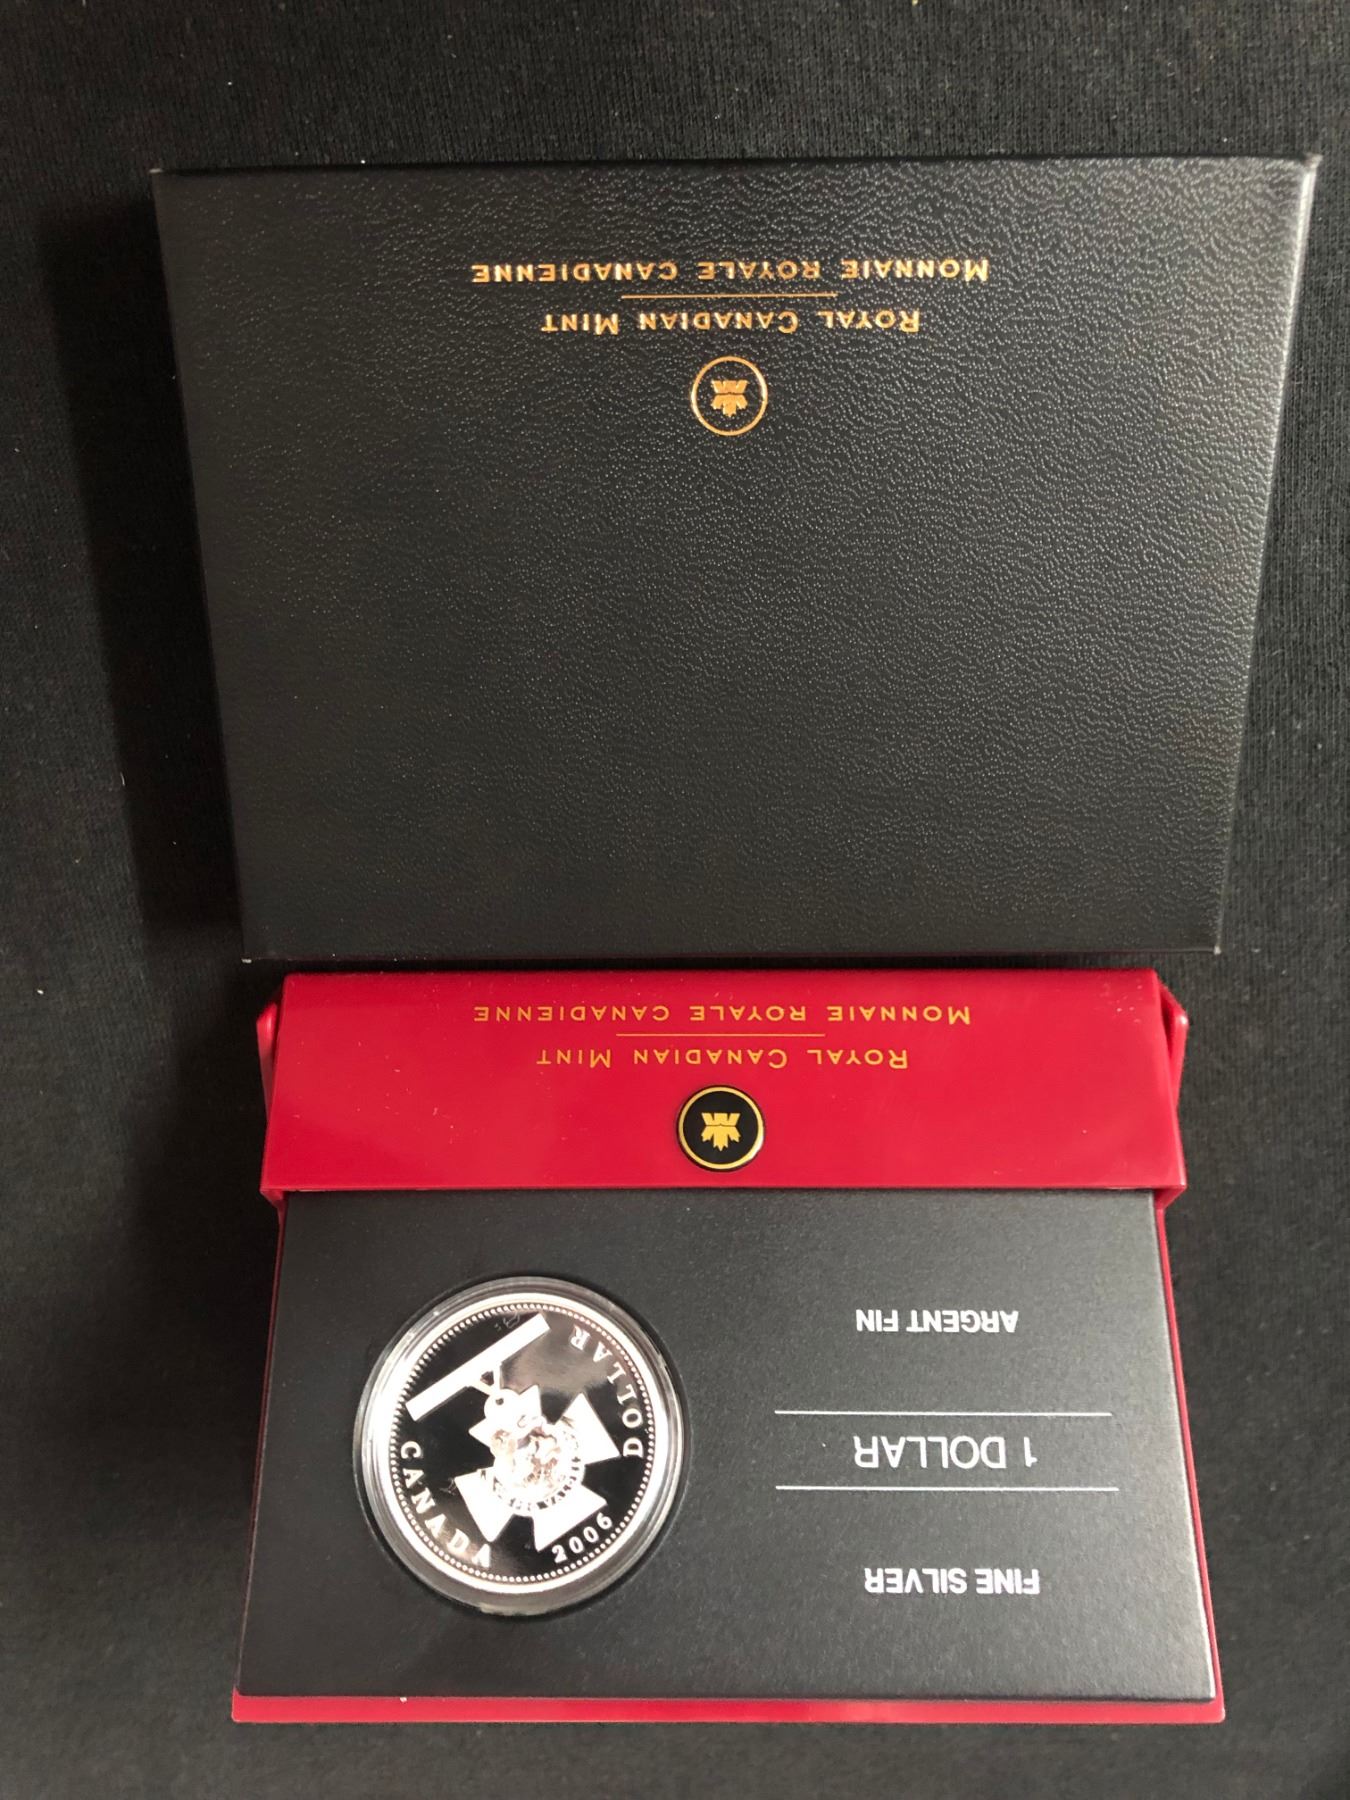 FINE SILVER
1 DOLLAR
ARGENT FIN
CANADA
2006
DOLLAR
ROYAL CANADIAN MINT
MONNAIE ROYALE CANADIENNE
ROYAL CANADIAN MINT
MONNAIE ROYALE CANADIENNE